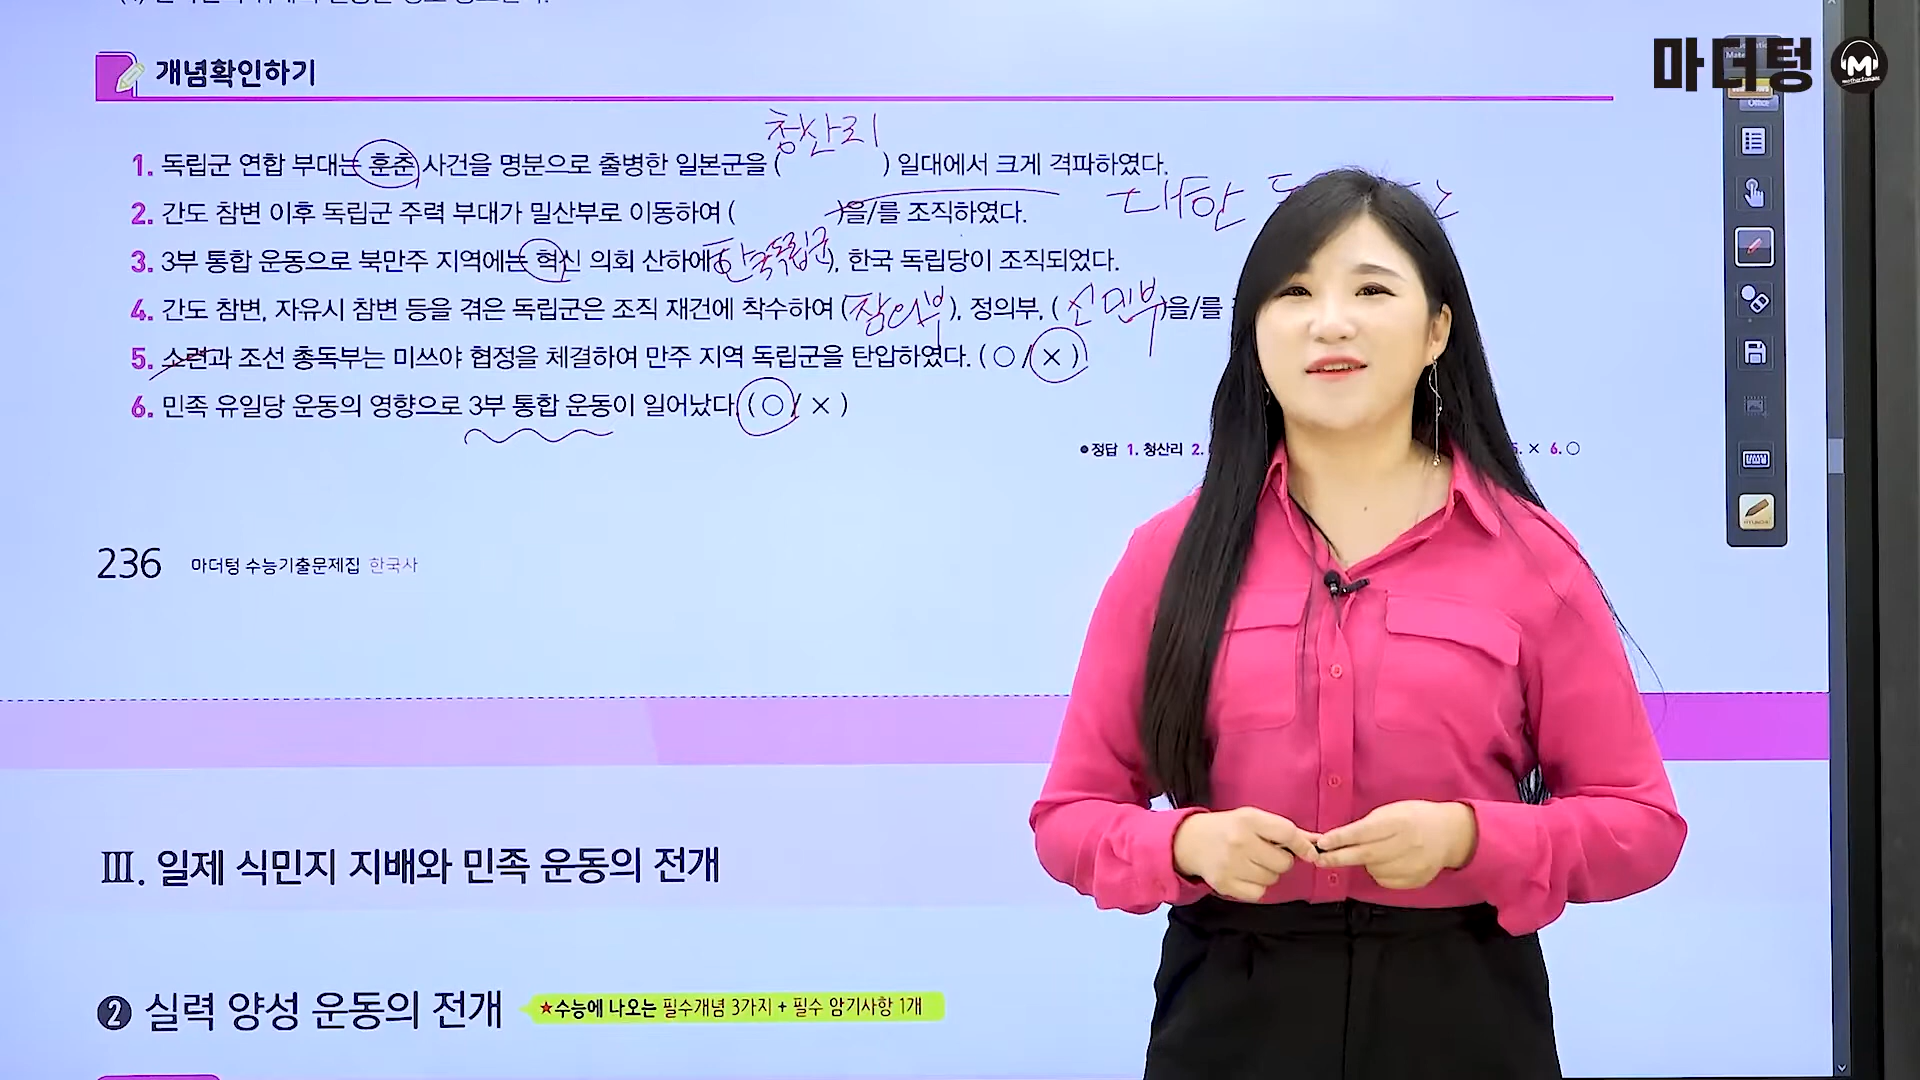 마더텅
개념확인하기
청산리
1. 독립군 연합 부대는 훈춘 사건을 명분으로 출병한 일본군을 ( ) 일대에서 크게 격파하였다.
대한
2. 간도 참변 이후 독립군 주력 부대가 밀산부로 이동하여 ( )을/를 조직하였다.
3. 3부 통합 운동으로 북만주 지역에는 혁신 의회 산하에 (한국독립군), 한국 독립당이 조직되었다.
4. 간도 참변, 자유시 참변 등을 겪은 독립군은 조직 재건에 착수하여 (참의부), 정의부, (신민부)을/를
5. 소련과 조선 총독부는 미쓰야 협정을 체결하여 만주 지역 독립군을 탄압하였다. ( ○ / × )
6. 민족 유일당 운동의 영향으로 3부 통합 운동이 일어났다. ( ○ / × )
●정답 1. 청산리 2. 5. × 6. ○
236 마더텅 수능기출문제집 한국사
Ⅲ. 일제 식민지 지배와 민족 운동의 전개
❷ 실력 양성 운동의 전개 ★수능에 나오는 필수개념 3가지 + 필수 암기사항 1개